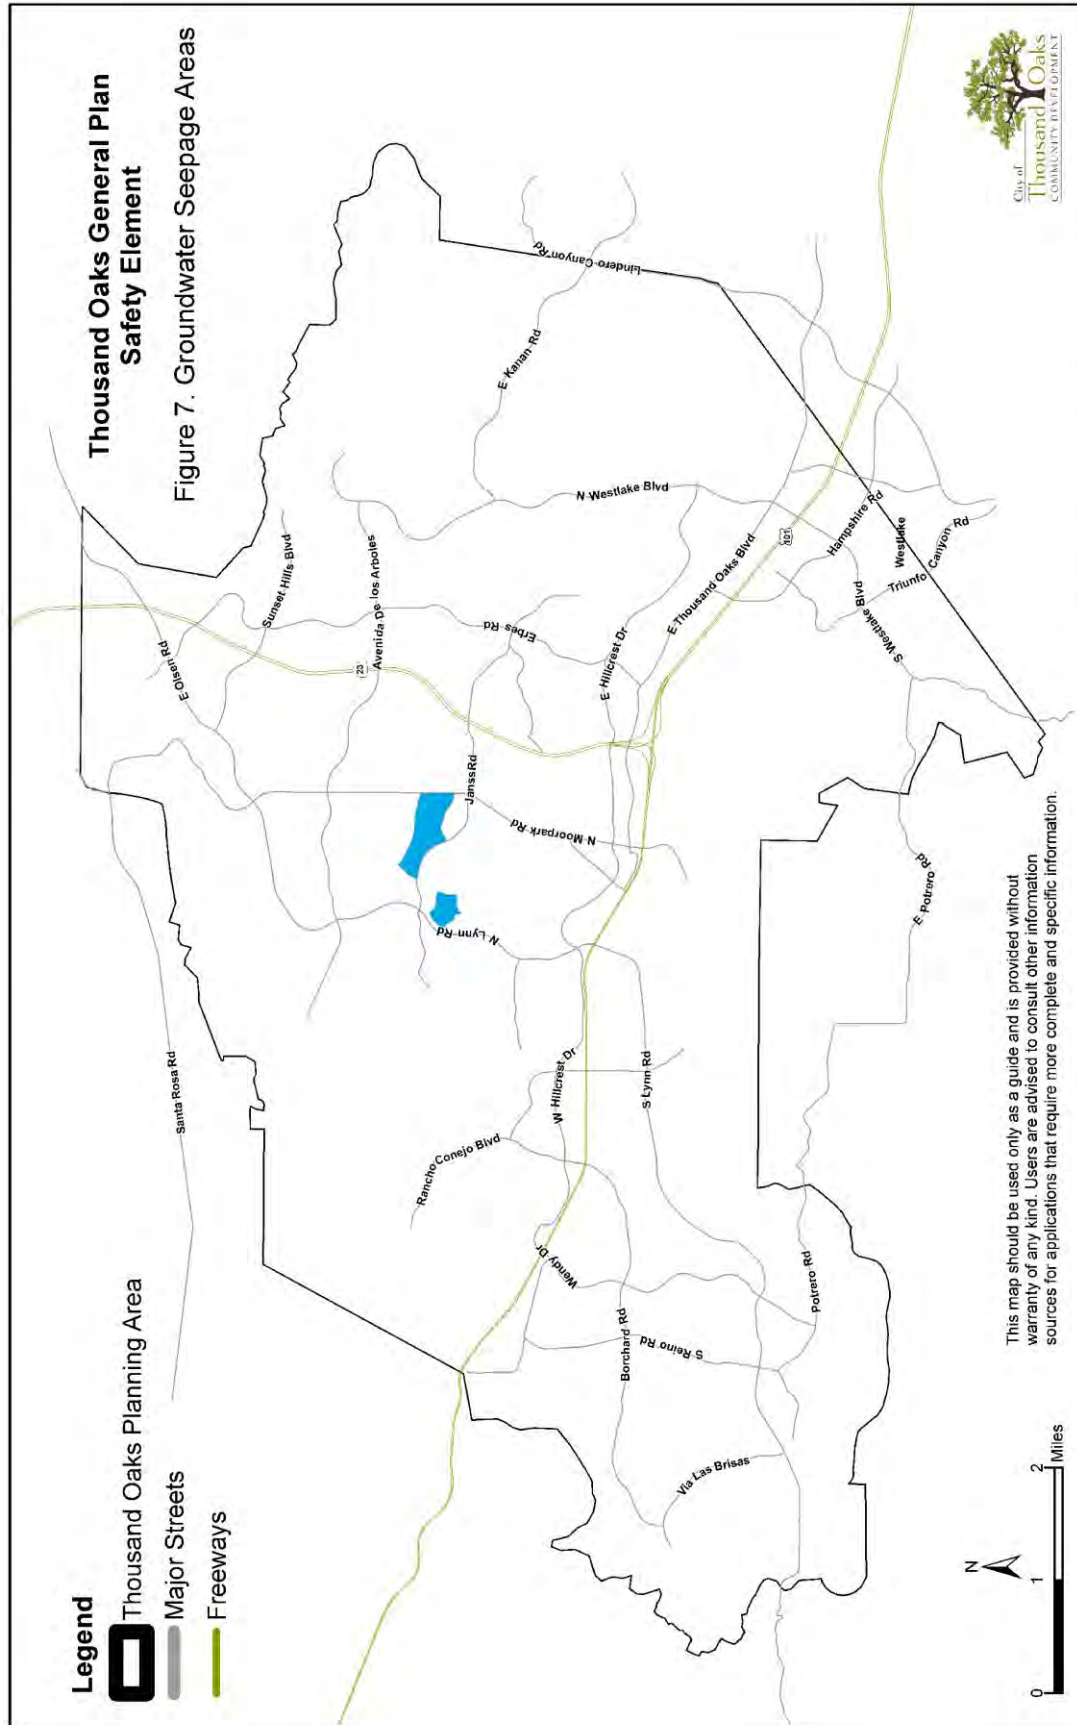 Thousand Oaks General Plan
Safety Element
Figure 7. Groundwater Seepage Areas
Legend
Thousand Oaks Planning Area
Major Streets
Freeways
Santa Rosa Rd
E Olsen Rd
Sunset Hills Blvd
23
Avenida De los Arboles
Erbes Rd
Janss Rd
N Moorpark Rd
N Lynn Rd
E Kanan Rd
Lindero Canyon Rd
N Westlake Blvd
E Hillcrest Dr
E Thousand Oaks Blvd
101
Hampshire Rd
Westlake
Triunfo Canyon Rd
S Westlake Blvd
Rancho Conejo Blvd
W Hillcrest Dr
S Lynn Rd
Wendy Dr
Borchard Rd
S Reino Rd
Via Las Brisas
Potrero Rd
E Potrero Rd
N
0 1 2
Miles
This map should be used only as a guide and is provided without
warranty of any kind. Users are advised to consult other information
sources for applications that require more complete and specific information.
City of
Thousand Oaks
COMMUNITY DEVELOPMENT